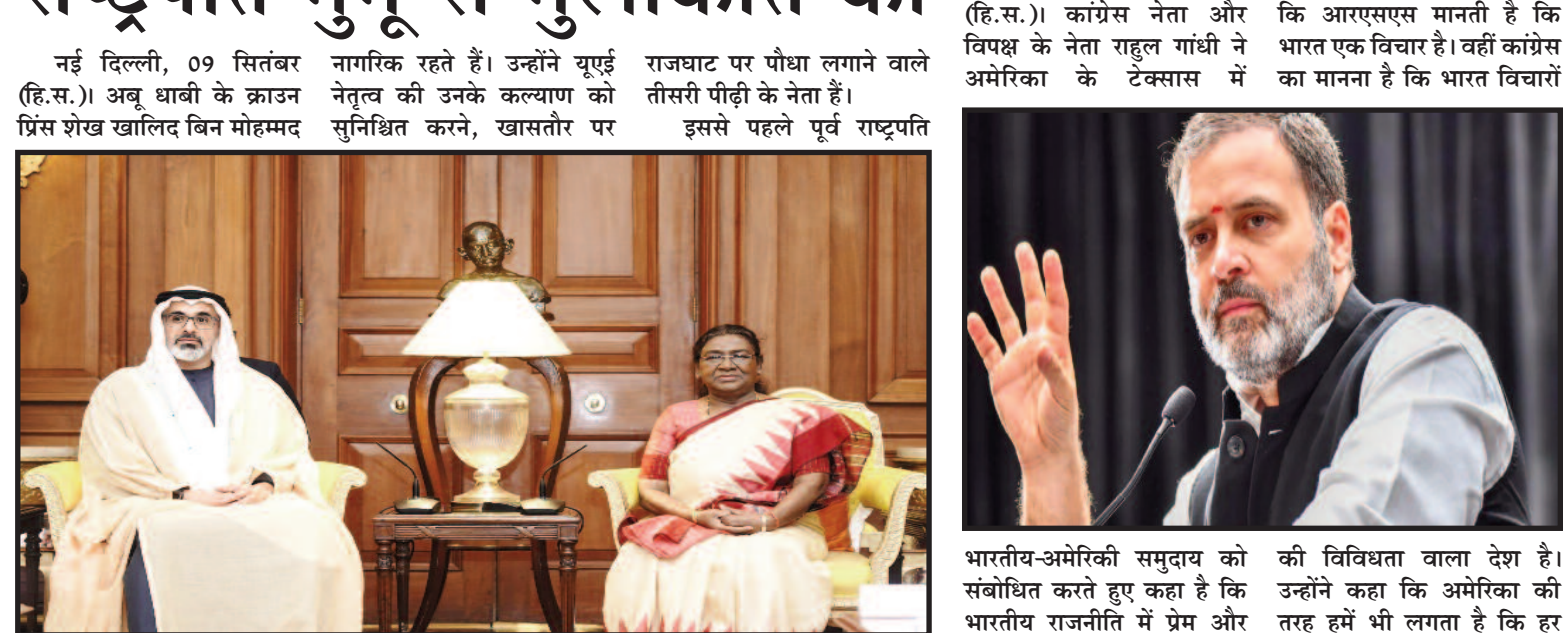 राष्ट्रपति मुर्मू से मुलाकात की
नई दिल्ली, 09 सितंबर
(हि.स.)। अबू धाबी के क्राउन
प्रिंस शेख खालिद बिन मोहम्मद
नागरिक रहते हैं। उन्होंने यूएई
नेतृत्व की उनके कल्याण को
सुनिश्चित करने, खासतौर पर
राजघाट पर पौधा लगाने वाले
तीसरी पीढ़ी के नेता हैं।
इससे पहले पूर्व राष्ट्रपति
(हि.स.)। कांग्रेस नेता और
विपक्ष के नेता राहुल गांधी ने
अमेरिका के टेक्सास में
भारतीय-अमेरिकी समुदाय को
संबोधित करते हुए कहा है कि
भारतीय राजनीति में प्रेम और
कि आरएसएस मानती है कि
भारत एक विचार है। वहीं कांग्रेस
का मानना है कि भारत विचारों
की विविधता वाला देश है।
उन्होंने कहा कि अमेरिका की
तरह हमें भी लगता है कि हर